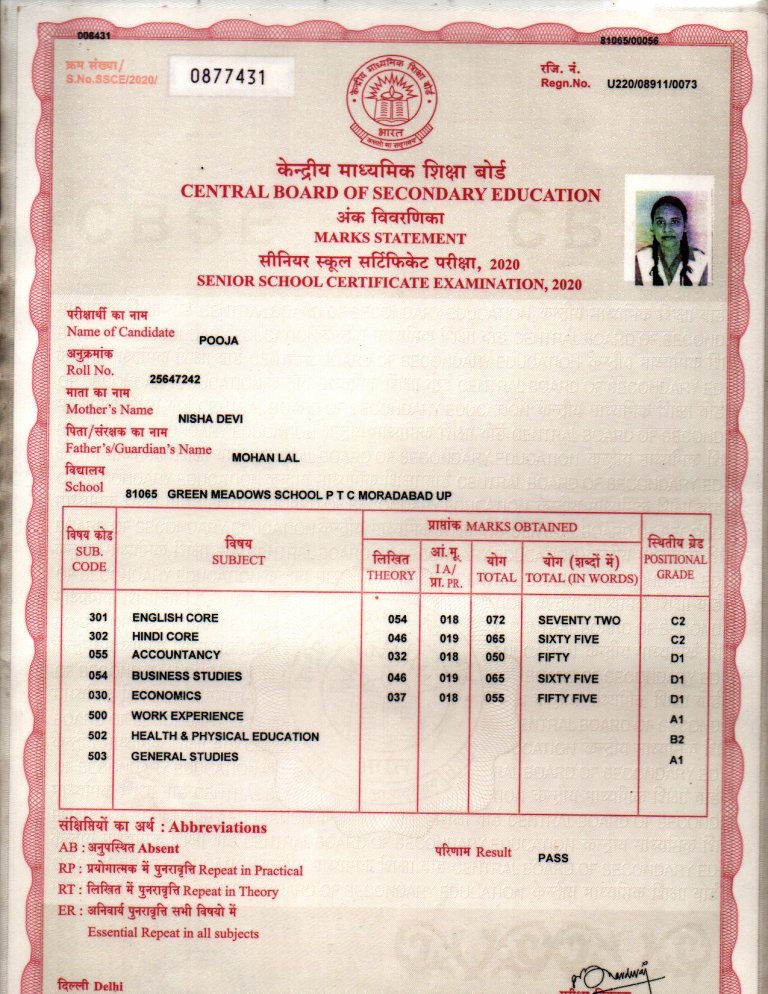 008431
81065/00056
क्रम संख्या/
S.No.SSCE/2020/
0877431
रजि. नं.
Regn.No. U220/08911/0073
केन्द्रीय माध्यमिक शिक्षा बोर्ड
भारत
असतो मा सद्गमय
केन्द्रीय माध्यमिक शिक्षा बोर्ड
CENTRAL BOARD OF SECONDARY EDUCATION
अंक विवरणिका
MARKS STATEMENT
सीनियर स्कूल सर्टिफिकेट परीक्षा, 2020
SENIOR SCHOOL CERTIFICATE EXAMINATION, 2020
परीक्षार्थी का नाम
Name of Candidate POOJA
अनुक्रमांक
Roll No. 25647242
माता का नाम
Mother's Name NISHA DEVI
पिता/संरक्षक का नाम
Father's/Guardian's Name MOHAN LAL
विद्यालय
School 81065 GREEN MEADOWS SCHOOL P T C MORADABAD UP
विषय कोड
SUB. CODE
विषय
SUBJECT
प्राप्तांक MARKS OBTAINED
लिखित
THEORY
आं.मू.
I A/
प्रा. PR.
योग
TOTAL
योग (शब्दों में)
TOTAL (IN WORDS)
स्थितीय ग्रेड
POSITIONAL
GRADE
301 ENGLISH CORE 054 018 072 SEVENTY TWO C2
302 HINDI CORE 046 019 065 SIXTY FIVE C2
055 ACCOUNTANCY 032 018 050 FIFTY D1
054 BUSINESS STUDIES 046 019 065 SIXTY FIVE D1
030. ECONOMICS 037 018 055 FIFTY FIVE D1
500 WORK EXPERIENCE A1
502 HEALTH & PHYSICAL EDUCATION B2
503 GENERAL STUDIES A1
संक्षिप्तियों का अर्थ : Abbreviations
AB : अनुपस्थित Absent
परिणाम Result PASS
RP : प्रयोगात्मक में पुनरावृत्ति Repeat in Practical
RT : लिखित में पुनरावृत्ति Repeat in Theory
ER : अनिवार्य पुनरावृत्ति सभी विषयो में
Essential Repeat in all subjects
दिल्ली Delhi